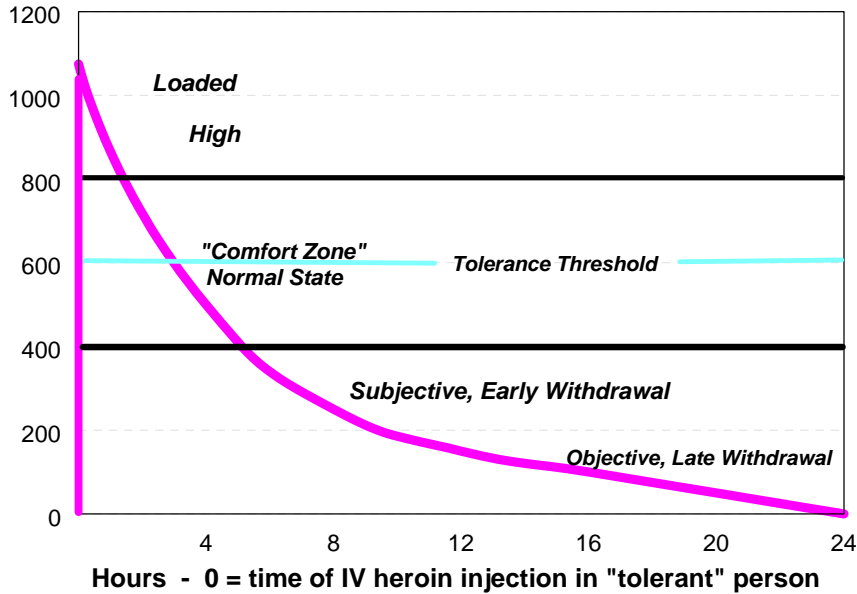 1200
1000
800
600
400
200
0
Loaded
High
"Comfort Zone"
Normal State
Tolerance Threshold
Subjective, Early Withdrawal
Objective, Late Withdrawal
4 8 12 16 20 24
Hours - 0 = time of IV heroin injection in "tolerant" person